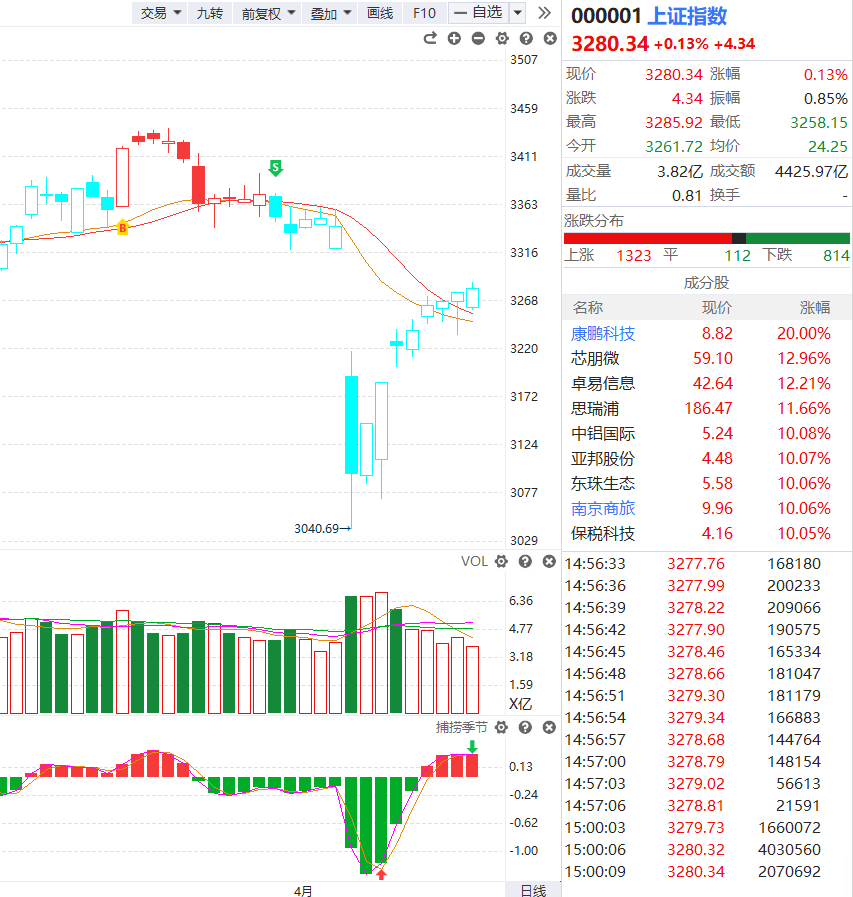 交易 九转 前复权 叠加 画线 F10 自选
3507
3459
3411
S
3363
B
3316
3268
3220
3172
3124
3077
3040.69→
3029
VOL
6.36
4.77
3.18
1.59
X亿
捕捞季节
0.13
-0.24
-0.62
-1.00
4月
日线
000001 上证指数
3280.34 +0.13% +4.34
现价 3280.34 涨幅 0.13%
涨跌 4.34 振幅 0.85%
最高 3285.92 最低 3258.15
今开 3261.72 均价 24.25
成交量 3.82亿 成交额 4425.97亿
量比 0.81 换手 -
涨跌分布
上涨 1323 平 112 下跌 814
成分股
名称 现价 涨幅
康鹏科技 8.82 20.00%
芯朋微 59.10 12.96%
卓易信息 42.64 12.21%
思瑞浦 186.47 11.66%
中铝国际 5.24 10.08%
亚邦股份 4.48 10.07%
东珠生态 5.58 10.06%
南京商旅 9.96 10.06%
保税科技 4.16 10.05%
14:56:33 3277.76 168180
14:56:36 3277.99 200233
14:56:39 3278.22 209066
14:56:42 3277.90 190575
14:56:45 3278.46 165334
14:56:48 3278.66 181047
14:56:51 3279.30 181179
14:56:54 3279.34 166883
14:56:57 3278.68 144764
14:57:00 3278.79 148154
14:57:03 3279.02 56613
14:57:06 3278.81 21591
15:00:03 3279.73 1660072
15:00:06 3280.32 4030560
15:00:09 3280.34 2070692